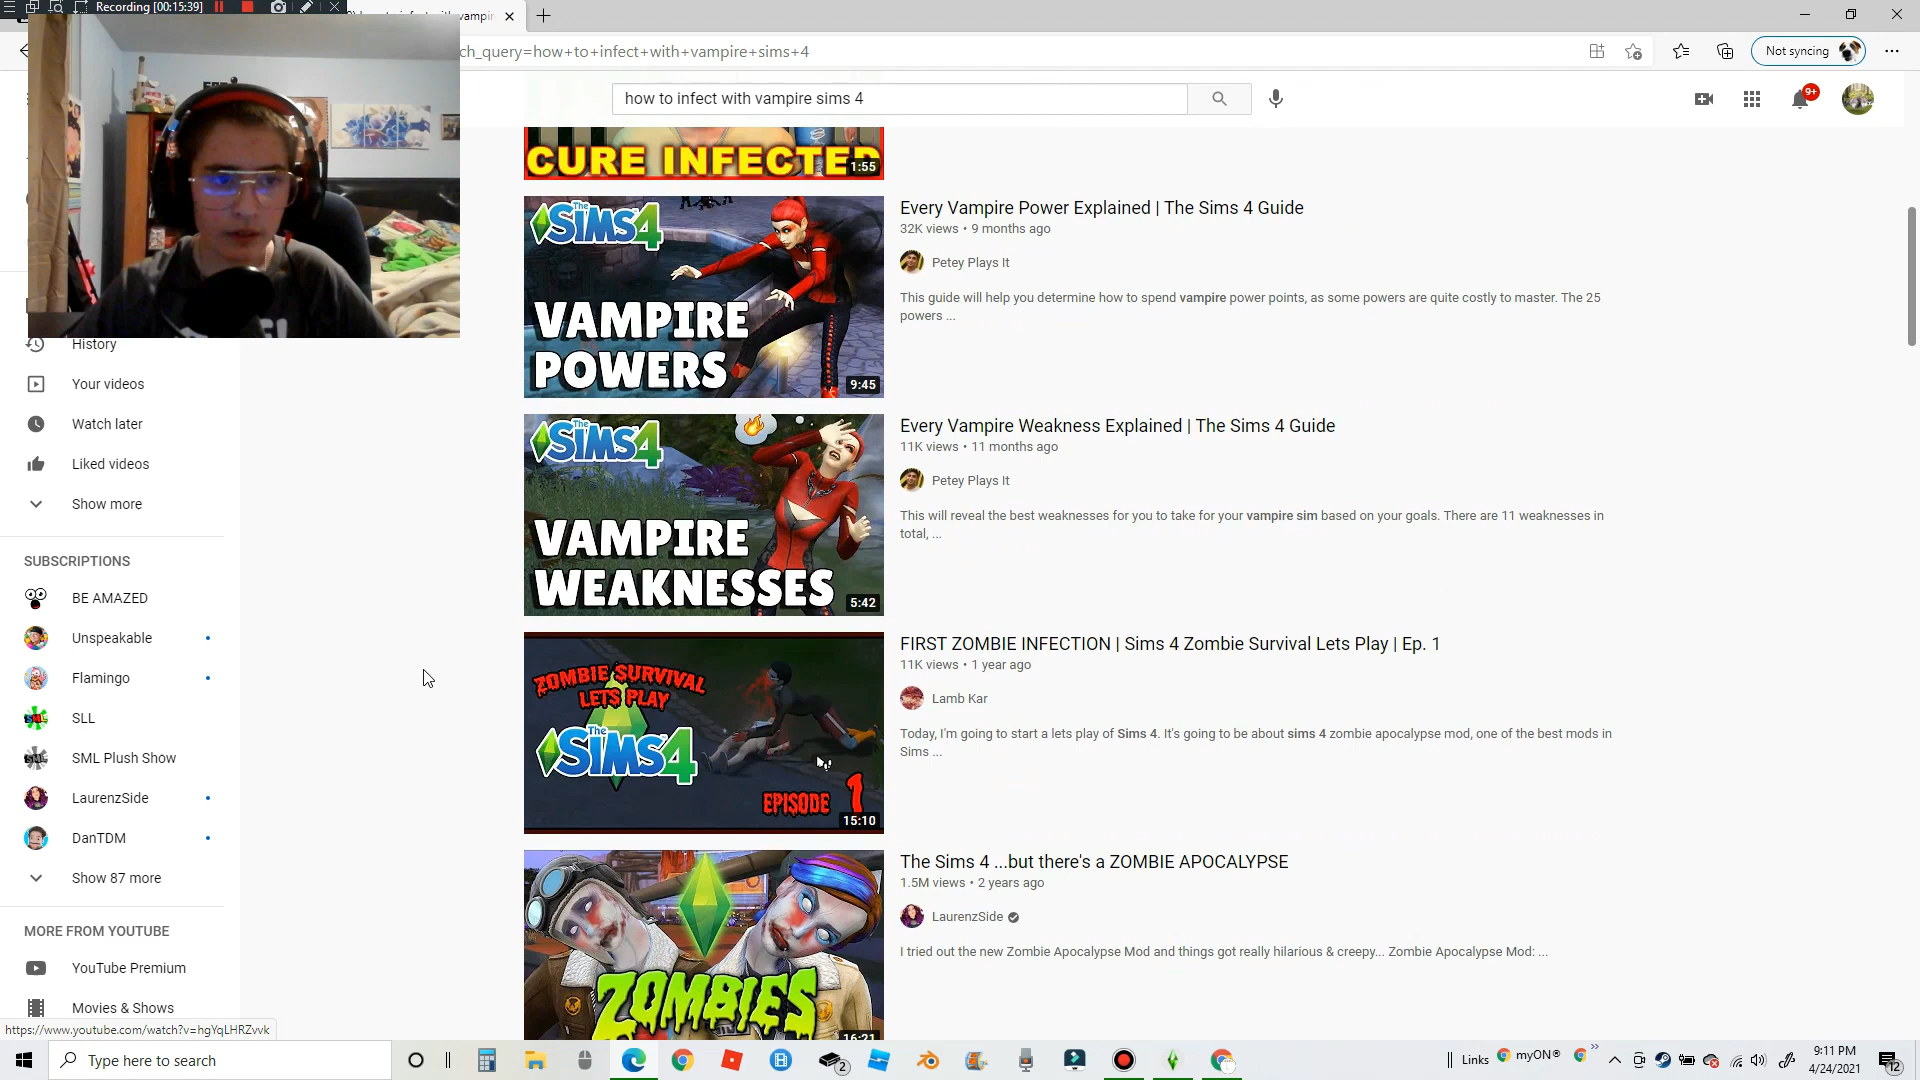 Recording [00:15:39]
ch_query=how+to+infect+with+vampire+sims+4
Not syncing
how to infect with vampire sims 4
9+
CURE INFECTED
1:55
The SIMS 4
VAMPIRE
POWERS
9:45
Every Vampire Power Explained | The Sims 4 Guide
32K views • 9 months ago
Petey Plays It
This guide will help you determine how to spend vampire power points, as some powers are quite costly to master. The 25
powers ...
The SIMS 4
VAMPIRE
WEAKNESSES
5:42
Every Vampire Weakness Explained | The Sims 4 Guide
11K views • 11 months ago
Petey Plays It
This will reveal the best weaknesses for you to take for your vampire sim based on your goals. There are 11 weaknesses in
total, ...
ZOMBIE SURVIVAL
LETS PLAY
The SIMS 4
EPISODE 1
15:10
FIRST ZOMBIE INFECTION | Sims 4 Zombie Survival Lets Play | Ep. 1
11K views • 1 year ago
Lamb Kar
Today, I'm going to start a lets play of Sims 4. It's going to be about sims 4 zombie apocalypse mod, one of the best mods in
Sims ...
ZOMBIES
16:21
The Sims 4 ...but there's a ZOMBIE APOCALYPSE
1.5M views • 2 years ago
LaurenzSide
I tried out the new Zombie Apocalypse Mod and things got really hilarious & creepy... Zombie Apocalypse Mod: ...
History
Your videos
Watch later
Liked videos
Show more
SUBSCRIPTIONS
BE AMAZED
Unspeakable
Flamingo
SLL
SML Plush Show
LaurenzSide
DanTDM
Show 87 more
MORE FROM YOUTUBE
YouTube Premium
Movies & Shows
https://www.youtube.com/watch?v=hgYqLHRZvvk
Type here to search
2
Links
myON®
9:11 PM
4/24/2021
12